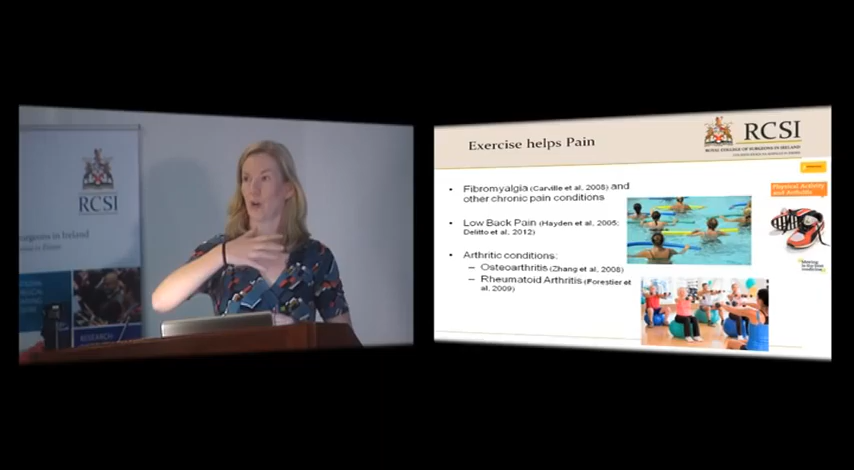 RCSI
RCSI
Exercise helps Pain
ROYAL COLLEGE OF SURGEONS IN IRELAND
• Fibromyalgia (Carville et al, 2008) and
other chronic pain conditions
• Low Back Pain (Hayden et al, 2005;
Delitto et al, 2012)
• Arthritic conditions:
– Osteoarthritis (Zhang et al, 2008)
– Rheumatoid Arthritis (Forestier et
al, 2009)
Physical Activity
and Arthritis
urgeons in Ireland
RESEARCH